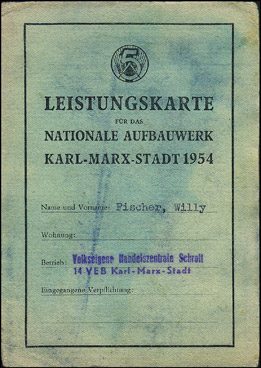 5
LEISTUNGSKARTE
FÜR DAS
NATIONALE AUFBAUWERK
KARL-MARX-STADT 1954
Name und Vorname: Fischer, Willy
Wohnung:
Betrieb: Volkseigene Handelszentrale Schrott
14 VEB Karl-Marx-Stadt
Eingegangene Verpflichtung: